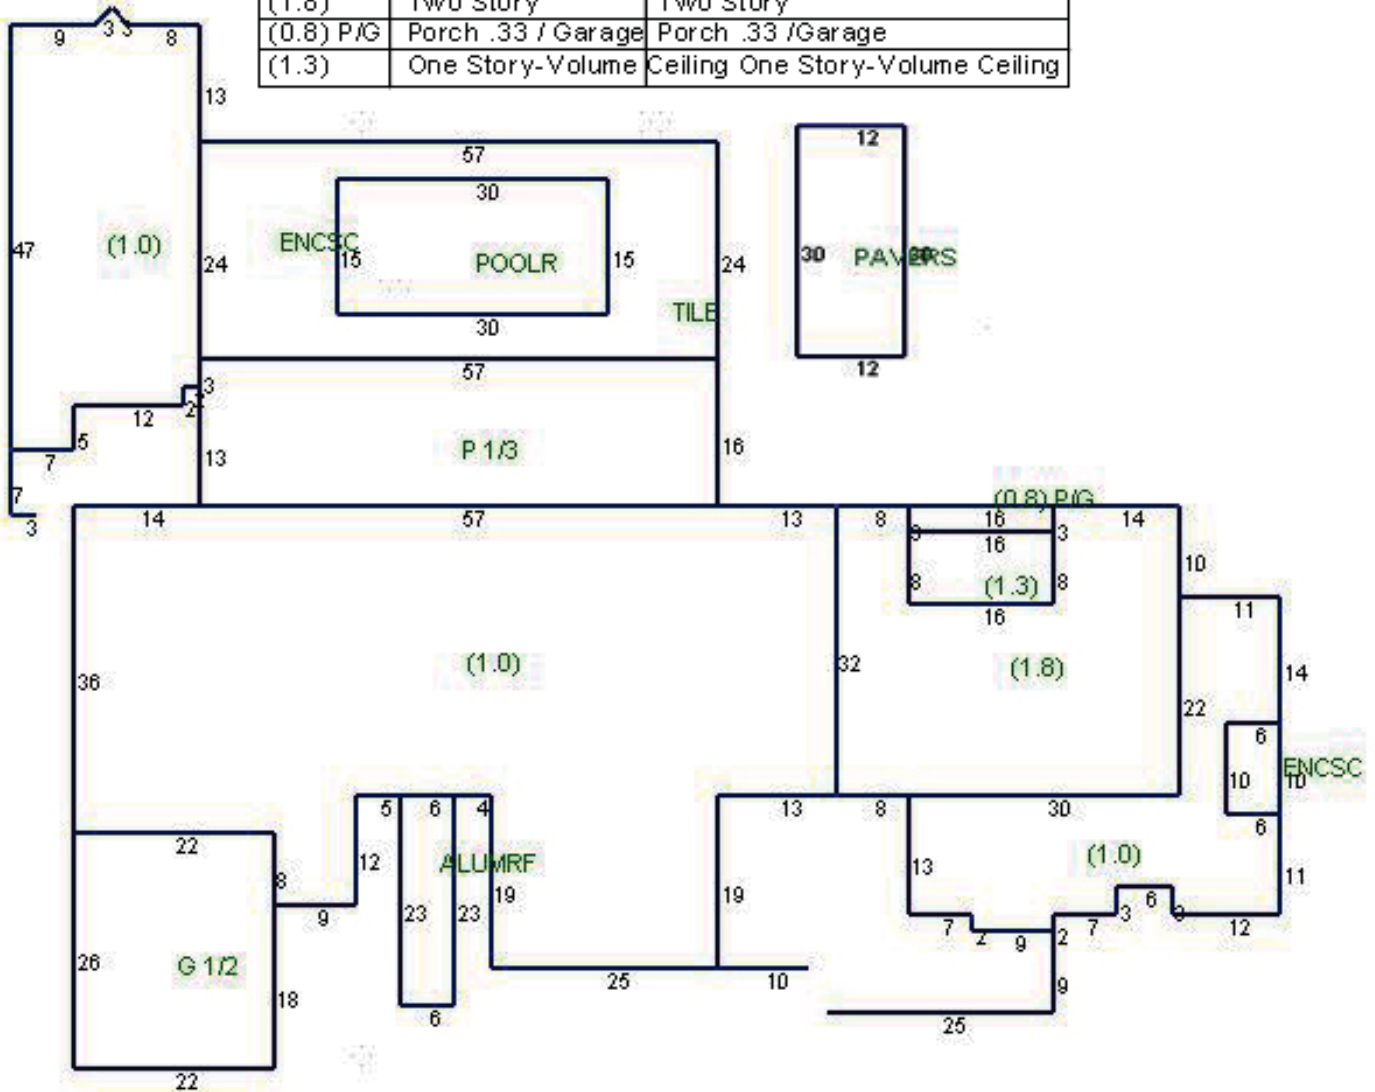 (1.8) Two Story Two Story
(0.8) P/G Porch .33 / Garage Porch .33 /Garage
(1.3) One Story-Volume Ceiling One Story-Volume Ceiling
9 3 3 8
13
12
57
30
47 (1.0) 24 ENCSC 15 POOLR 15 24 30 PAVERS 30
TILE
30
57
12
3
12 2
5
7 13 P 1/3 16
7
3
(0.8) P/G
14 57 13 8 16 14
3 16 3
10
8 (1.3) 8
16 11
36 (1.0) 32 (1.8) 14
22
6
10 10 ENCSC
5 6 4 13 8 30
6
22
8 12 ALUMRF 13 (1.0) 11
19 19
9 23 23
7 2 9 2 7 3 6 3 12
26 G 1/2 18
25 10 9
6 25
22